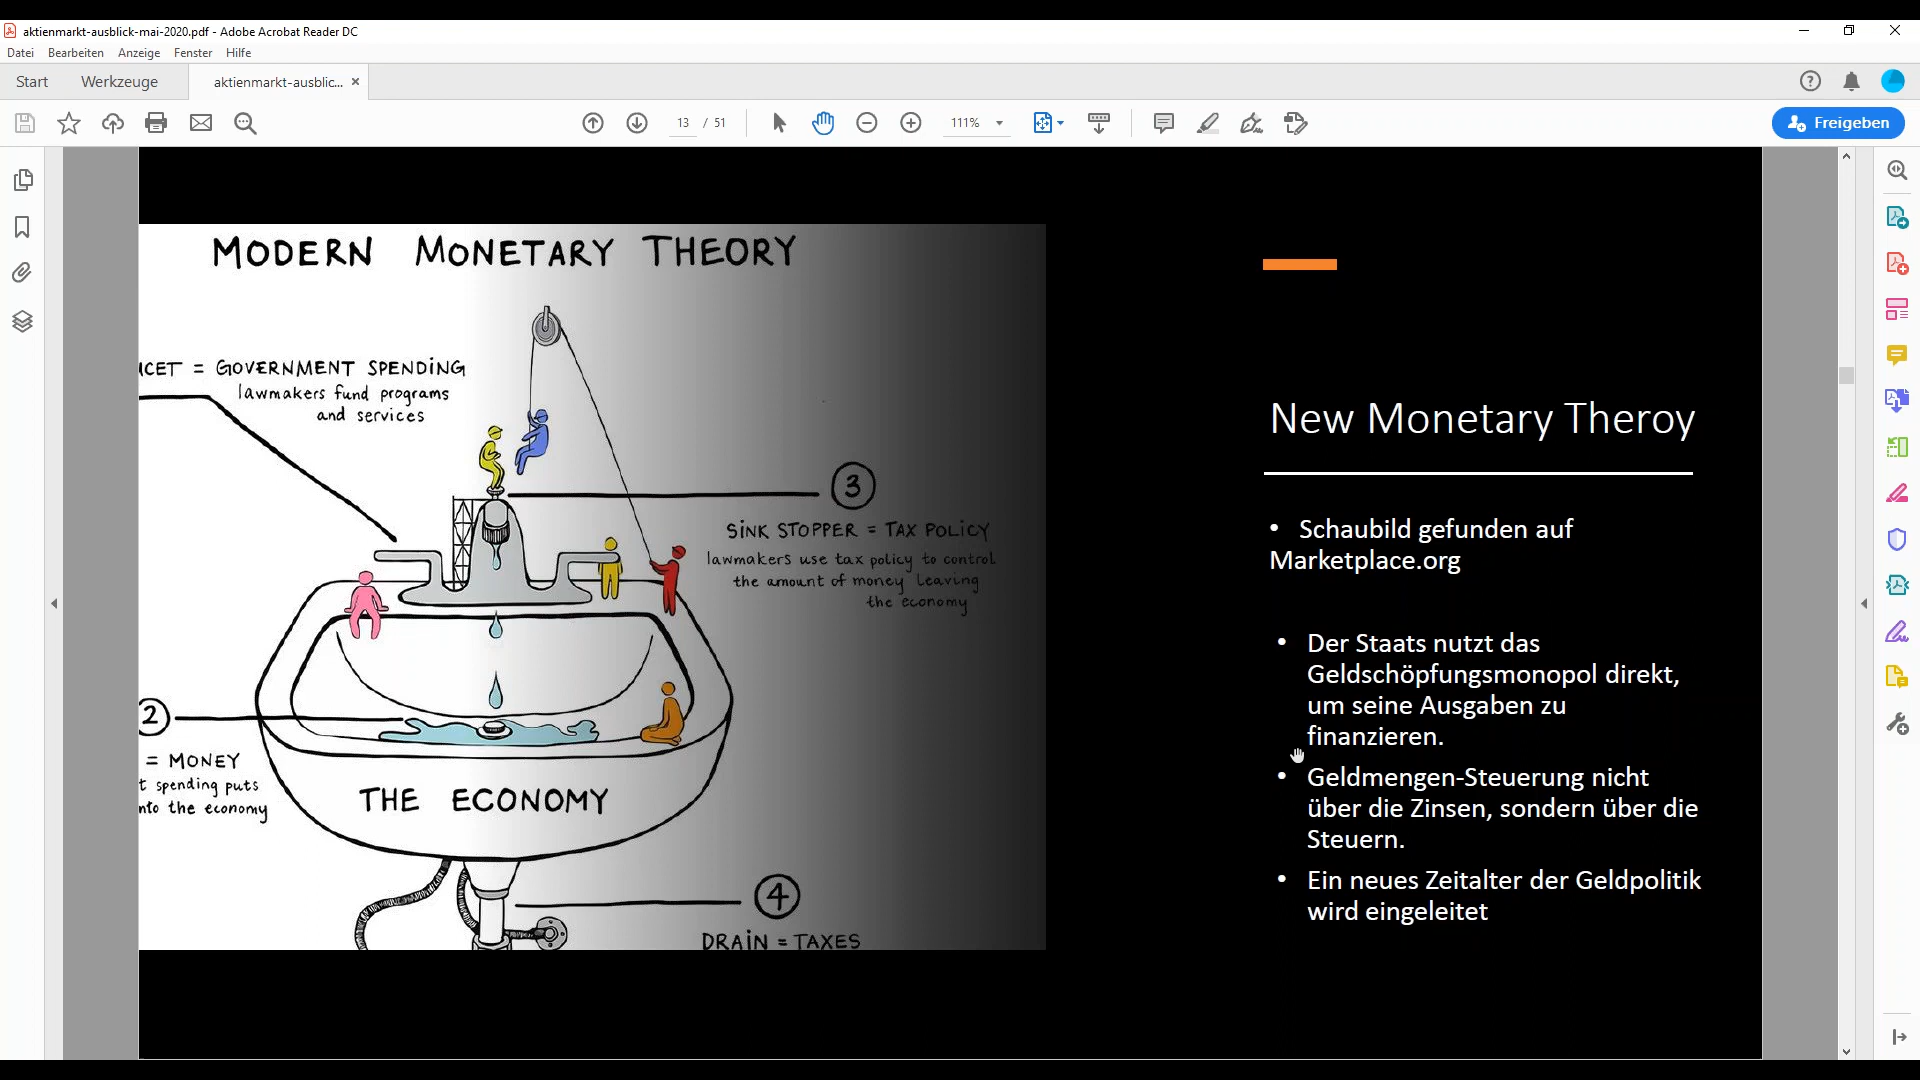 aktienmarkt-ausblick-mai-2020.pdf - Adobe Acrobat Reader DC
Datei Bearbeiten Anzeige Fenster Hilfe
Start Werkzeuge aktienmarkt-ausblic... ×
13 / 51 111% Freigeben
MODERN MONETARY THEORY
UCET = GOVERNMENT SPENDING
lawmakers fund programs
and services
3
SINK STOPPER = TAX POLICY
lawmakers use tax policy to control
the amount of money leaving
the economy
2
= MONEY
t spending puts
nto the economy
THE ECONOMY
4
DRAIN = TAXES
New Monetary Theroy
• Schaubild gefunden auf
Marketplace.org
• Der Staats nutzt das
Geldschöpfungsmonopol direkt,
um seine Ausgaben zu
finanzieren.
• Geldmengen-Steuerung nicht
über die Zinsen, sondern über die
Steuern.
• Ein neues Zeitalter der Geldpolitik
wird eingeleitet